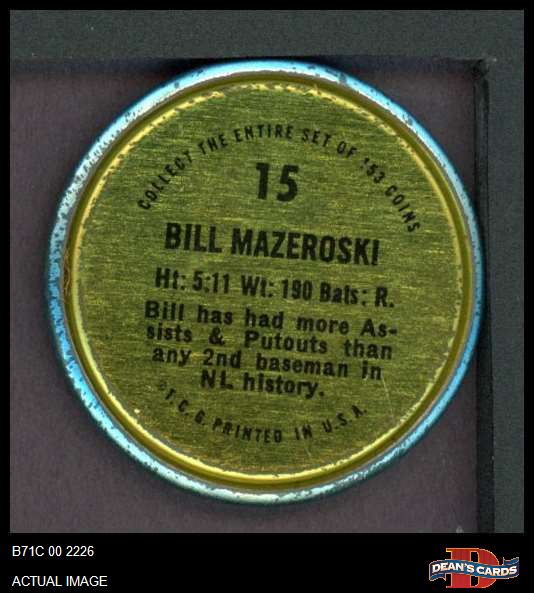 COLLECT THE ENTIRE SET OF 153 COINS
15
BILL MAZEROSKI
Ht: 5:11 Wt: 190 Bats: R.
Bill has had more As-
sists & Putouts than
any 2nd baseman in
NL history.
© T.C.G. PRINTED IN U.S.A.
B71C 00 2226
ACTUAL IMAGE
DEAN'S CARDS